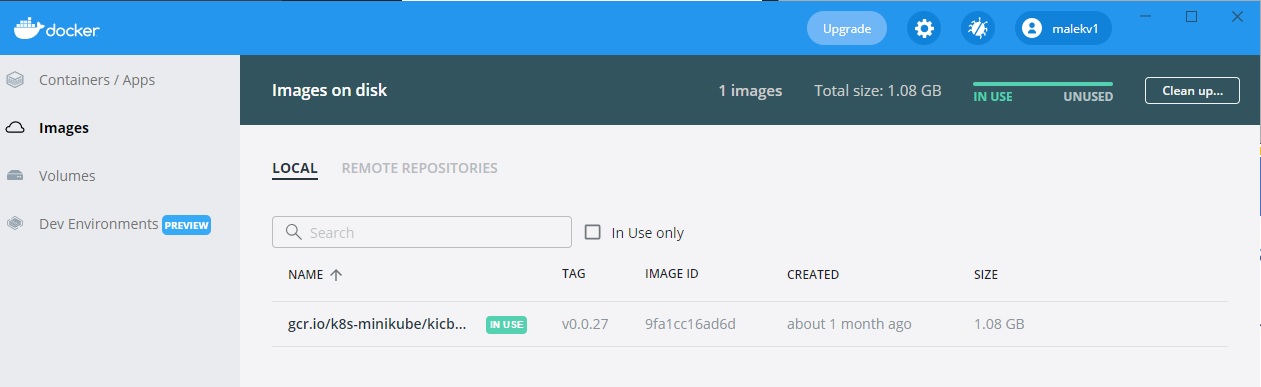 docker
Upgrade
malekv1
Containers / Apps
Images
Volumes
Dev Environments PREVIEW
Images on disk
1 images
Total size: 1.08 GB
IN USE
UNUSED
Clean up...
LOCAL
REMOTE REPOSITORIES
Search
In Use only
NAME TAG IMAGE ID CREATED SIZE
gcr.io/k8s-minikube/kicb... IN USE v0.0.27 9fa1cc16ad6d about 1 month ago 1.08 GB